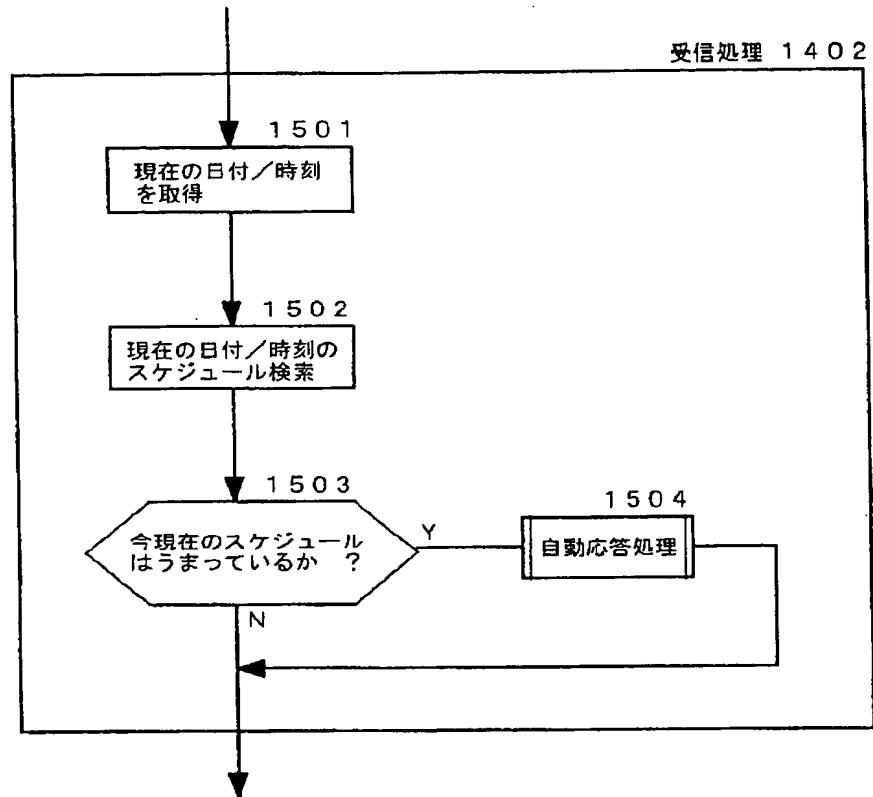 受信処理 1402
1501
現在の日付／時刻
を取得
1502
現在の日付／時刻の
スケジュール検索
1503
今現在のスケジュール
はうまっているか ？
Y
N
1504
自動応答処理